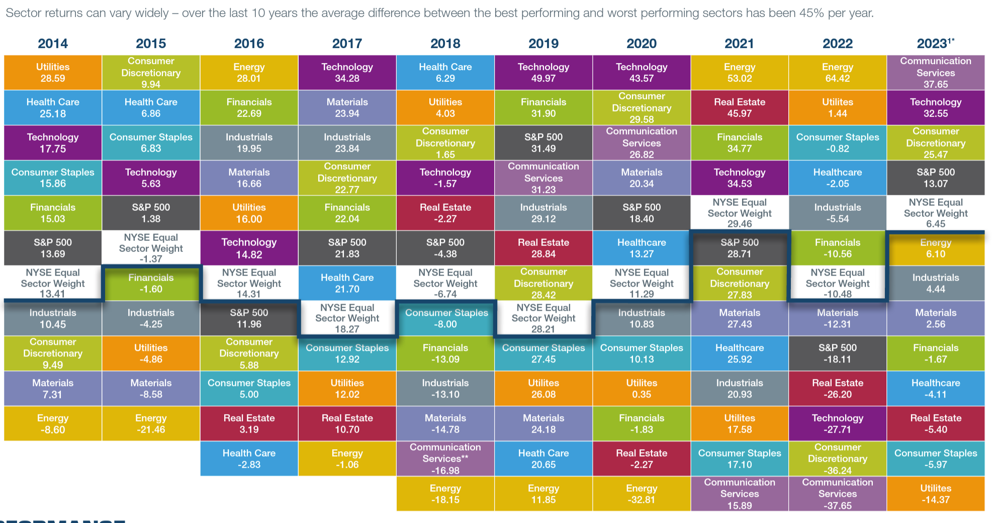 Sector returns can vary widely – over the last 10 years the average difference between the best performing and worst performing sectors has been 45% per year.
2014
Utilities
28.59
Health Care
25.18
Technology
17.75
Consumer Staples
15.86
Financials
15.03
S&P 500
13.69
NYSE Equal
Sector Weight
13.41
Industrials
10.45
Consumer
Discretionary
9.49
Materials
7.31
Energy
-8.60
2015
Consumer
Discretionary
9.94
Health Care
6.86
Consumer Staples
6.83
Technology
5.63
S&P 500
1.38
NYSE Equal
Sector Weight
-1.37
Financials
-1.60
Industrials
-4.25
Utilities
-4.86
Materials
-8.58
Energy
-21.46
2016
Energy
28.01
Financials
22.69
Industrials
19.95
Materials
16.66
Utilities
16.00
Technology
14.82
NYSE Equal
Sector Weight
14.31
S&P 500
11.96
Consumer
Discretionary
5.88
Consumer Staples
5.00
Real Estate
3.19
Health Care
-2.83
2017
Technology
34.28
Materials
23.94
Industrials
23.84
Consumer
Discretionary
22.77
Financials
22.04
S&P 500
21.83
Health Care
21.70
NYSE Equal
Sector Weight
18.27
Consumer Staples
12.92
Utilities
12.02
Real Estate
10.70
Energy
-1.06
2018
Health Care
6.29
Utilities
4.03
Consumer
Discretionary
1.65
Technology
-1.57
Real Estate
-2.27
S&P 500
-4.38
NYSE Equal
Sector Weight
-6.74
Consumer Staples
-8.00
Financials
-13.09
Industrials
-13.10
Materials
-14.78
Communication
Services**
-16.98
Energy
-18.15
2019
Technology
49.97
Financials
31.90
S&P 500
31.49
Communication
Services
31.23
Industrials
29.12
Real Estate
28.84
Consumer
Discretionary
28.42
NYSE Equal
Sector Weight
28.21
Consumer Staples
27.45
Utilites
26.08
Materials
24.18
Heath Care
20.65
Energy
11.85
2020
Technology
43.57
Consumer
Discretionary
29.58
Communication
Services
26.82
Materials
20.34
S&P 500
18.40
Healthcare
13.27
NYSE Equal
Sector Weight
11.29
Industrials
10.83
Consumer Staples
10.13
Utilites
0.35
Financials
-1.83
Real Estate
-2.27
Energy
-32.81
2021
Energy
53.02
Real Estate
45.97
Financials
34.77
Technology
34.53
NYSE Equal
Sector Weight
29.46
S&P 500
28.71
Consumer
Discretionary
27.83
Materials
27.43
Healthcare
25.92
Industrials
20.93
Utilites
17.58
Consumer Staples
17.10
Communication
Services
15.89
2022
Energy
64.42
Utilites
1.44
Consumer Staples
-0.82
Healthcare
-2.05
Industrials
-5.54
Financials
-10.56
NYSE Equal
Sector Weight
-10.48
Materials
-12.31
S&P 500
-18.11
Real Estate
-26.20
Technology
-27.71
Consumer
Discretionary
-36.24
Communication
Services
-37.65
2023¹*
Communication
Services
37.65
Technology
32.55
Consumer
Discretionary
25.47
S&P 500
13.07
NYSE Equal
Sector Weight
6.45
Energy
6.10
Industrials
4.44
Materials
2.56
Financials
-1.67
Healthcare
-4.11
Real Estate
-5.40
Consumer Staples
-5.97
Utilites
-14.37